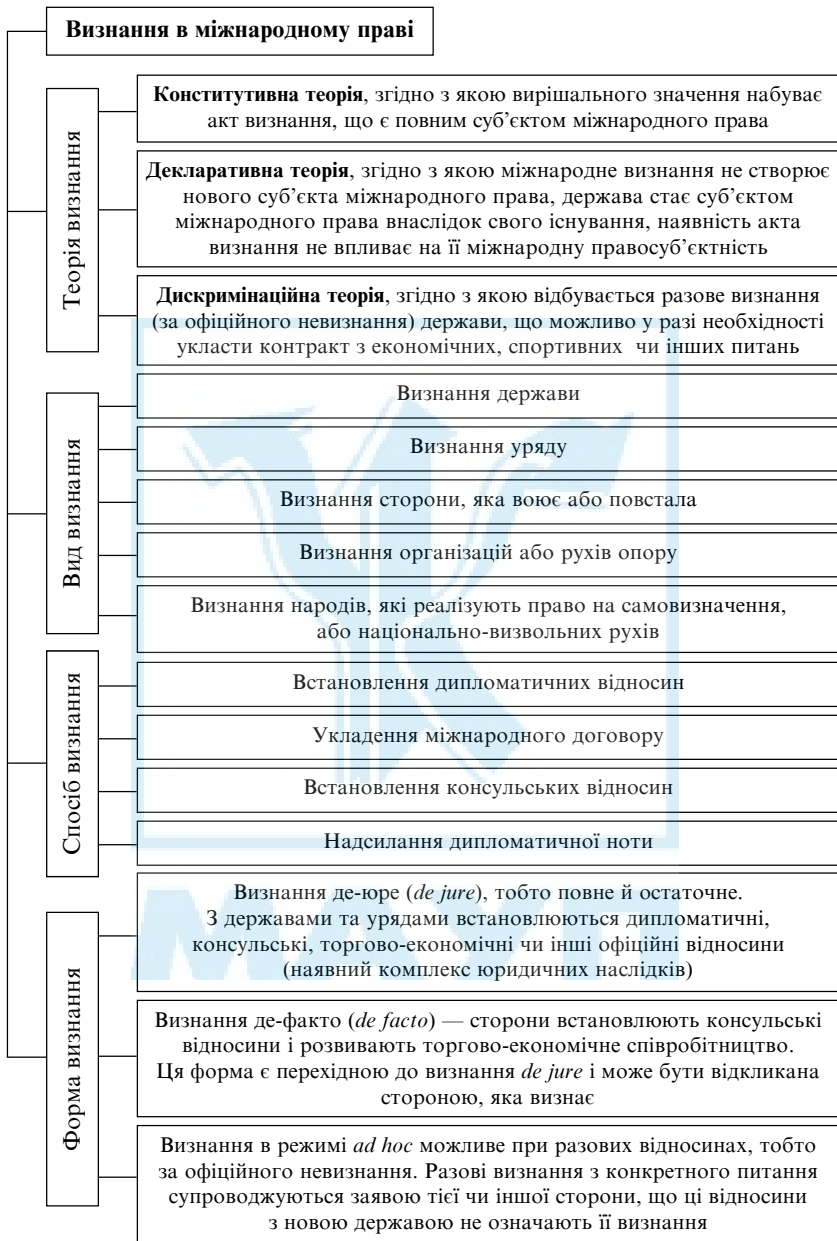 Визнання в міжнародному праві
Теорія визнання
Конститутивна теорія, згідно з якою вирішального значення набуває
акт визнання, що є повним суб’єктом міжнародного права
Декларативна теорія, згідно з якою міжнародне визнання не створює
нового суб’єкта міжнародного права, держава стає суб’єктом
міжнародного права внаслідок свого існування, наявність акта
визнання не впливає на її міжнародну правосуб’єктність
Дискримінаційна теорія, згідно з якою відбувається разове визнання
(за офіційного невизнання) держави, що можливо у разі необхідності
укласти контракт з економічних, спортивних чи інших питань
Вид визнання
Визнання держави
Визнання уряду
Визнання сторони, яка воює або повстала
Визнання організацій або рухів опору
Визнання народів, які реалізують право на самовизначення,
або національно-визвольних рухів
Спосіб визнання
Встановлення дипломатичних відносин
Укладення міжнародного договору
Встановлення консульських відносин
Надсилання дипломатичної ноти
Форма визнання
Визнання де-юре (de jure), тобто повне й остаточне.
З державами та урядами встановлюються дипломатичні,
консульські, торгово-економічні чи інші офіційні відносини
(наявний комплекс юридичних наслідків)
Визнання де-факто (de facto) — сторони встановлюють консульські
відносини і розвивають торгово-економічне співробітництво.
Ця форма є перехідною до визнання de jure і може бути відкликана
стороною, яка визнає
Визнання в режимі ad hoc можливе при разових відносинах, тобто
за офіційного невизнання. Разові визнання з конкретного питання
супроводжуються заявою тієї чи іншої сторони, що ці відносини
з новою державою не означають її визнання
МАУП